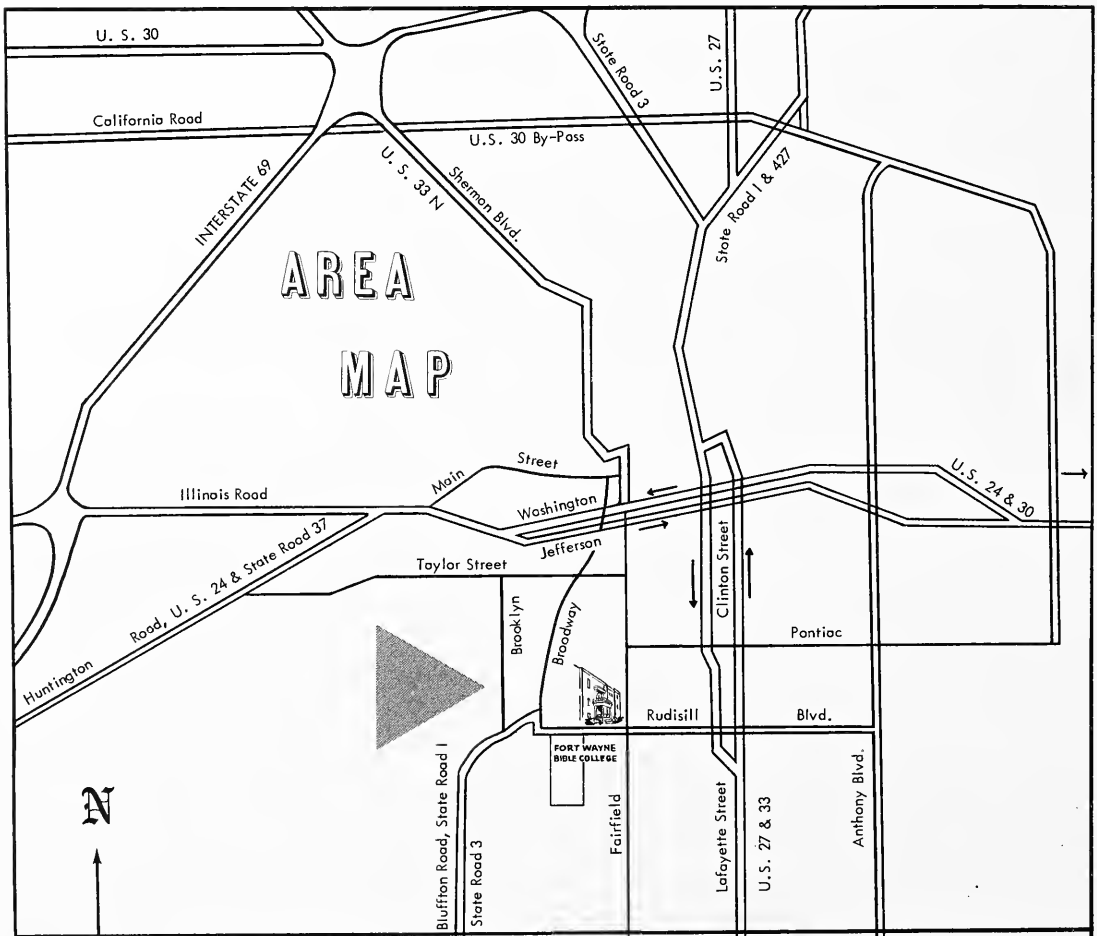 U. S. 30
State Road 3
U.S. 27
California Road
U.S. 30 By-Pass
INTERSTATE 69
U. S. 33 N
Shermon Blvd.
State Road 1 & 427
AREA
MAP
Main
Street
U.S. 24 & 30
Illinois Road
Washington
Jefferson
Huntington
Road, U. S. 24 & State Road 37
Taylor Street
Clinton Street
Brooklyn
Broadway
Pontiac
Rudisill
Blvd.
FORT WAYNE
BIBLE COLLEGE
N
Bluffton Road, State Road 1
State Road 3
Fairfield
Lafayette Street
U.S. 27 & 33
Anthony Blvd.